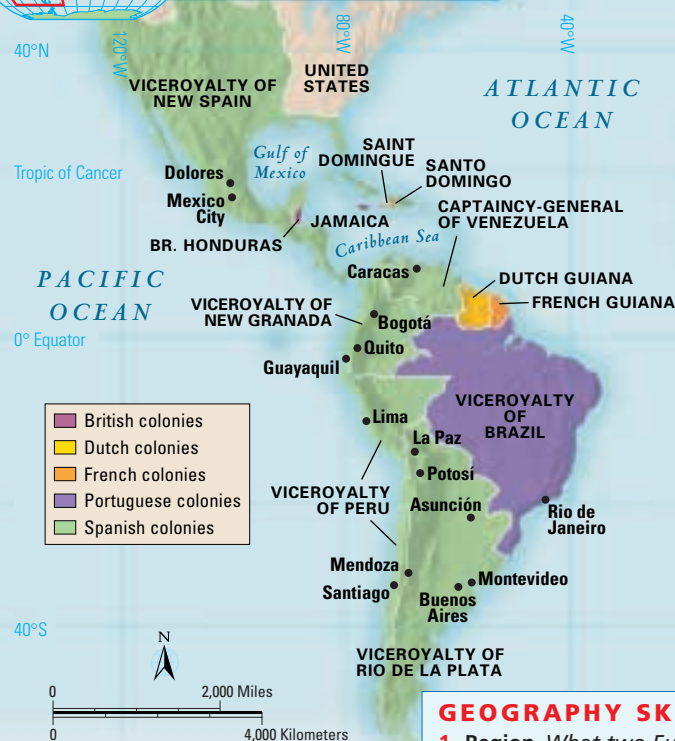 40°N
120°W
80°W
40°W
VICEROYALTY OF
NEW SPAIN
UNITED
STATES
ATLANTIC
OCEAN
Tropic of Cancer
Gulf of
Mexico
SAINT
DOMINGUE
SANTO
DOMINGO
Dolores
Mexico
City
JAMAICA
CAPTAINCY-GENERAL
OF VENEZUELA
BR. HONDURAS
Caribbean Sea
Caracas
PACIFIC
OCEAN
DUTCH GUIANA
FRENCH GUIANA
VICEROYALTY OF
NEW GRANADA
Bogotá
0° Equator
Quito
Guayaquil
VICEROYALTY
OF
BRAZIL
British colonies
Dutch colonies
French colonies
Portuguese colonies
Spanish colonies
Lima
La Paz
Potosí
VICEROYALTY
OF PERU
Asunción
Rio de
Janeiro
Mendoza
Santiago
Montevideo
Buenos
Aires
40°S
VICEROYALTY OF
RIO DE LA PLATA
N
0 2,000 Miles
0 4,000 Kilometers
GEOGRAPHY SK
1. Region What two Eu